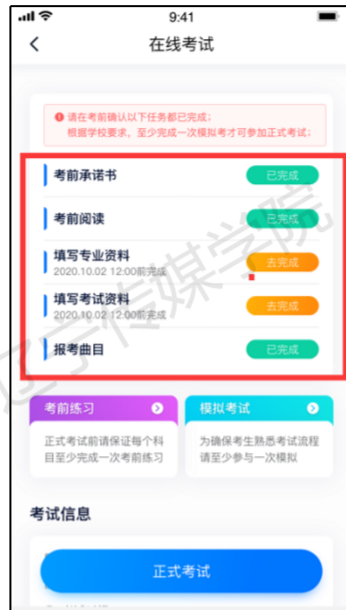 9:41
在线考试
请在考前确认以下任务都已完成；
根据学校要求，至少完成一次模拟考才可参加正式考试；
考前承诺书
已完成
考前阅读
已完成
填写专业资料
2020.10.02 12:00前完成
去完成
填写考试资料
2020.10.02 12:00前完成
去完成
报考曲目
已完成
考前练习
模拟考试
正式考试前请保证每个科
目至少完成一次考前练习
为确保考生熟悉考试流程
请至少参与一次模拟
考试信息
正式考试
辽宁传媒学院